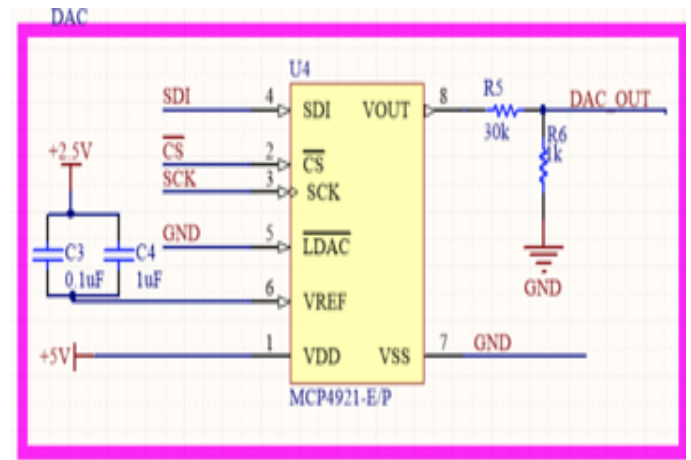 DAC
U4
SDI 4 SDI VOUT 8 R5 DAC_OUT
30k
R6
1k
CS 2 CS
+2.5V
SCK 3 SCK
GND 5 LDAC
C3 C4
0.1uF 1uF
GND
6 VREF
+5V 1 VDD VSS 7 GND
MCP4921-E/P